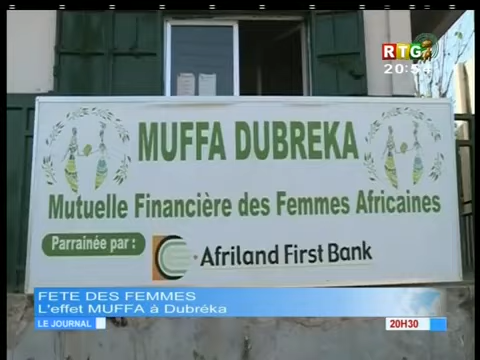 RTG
20:54
MUFFA DUBREKA
Mutuelle Financière des Femmes Africaines
Parrainée par :
Afriland First Bank
FETE DES FEMMES
L'effet MUFFA à Dubréka
LE JOURNAL
20H30